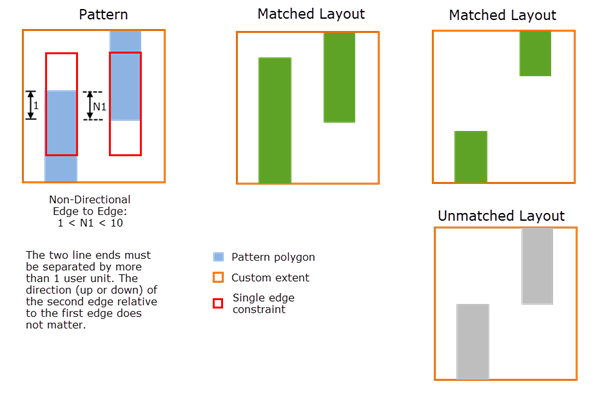 Pattern
Matched Layout
Matched Layout
1
N1
Non-Directional
Edge to Edge:
1 < N1 < 10
The two line ends must
be separated by more
than 1 user unit. The
direction (up or down) of
the second edge relative
to the first edge does
not matter.
Pattern polygon
Custom extent
Single edge
constraint
Unmatched Layout